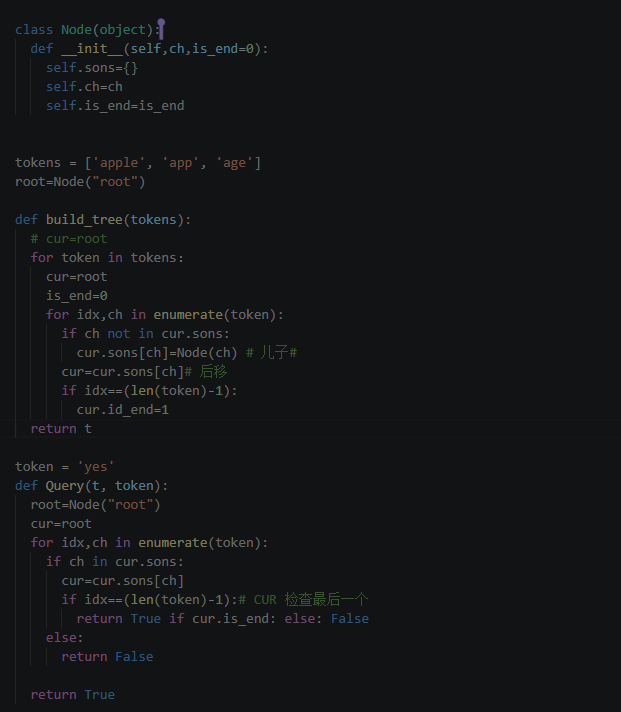 class Node(object):
def __init__(self,ch,is_end=0):
self.sons={}
self.ch=ch
self.is_end=is_end
tokens = ['apple', 'app', 'age']
root=Node("root")
def build_tree(tokens):
# cur=root
for token in tokens:
cur=root
is_end=0
for idx,ch in enumerate(token):
if ch not in cur.sons:
cur.sons[ch]=Node(ch) # 儿子#
cur=cur.sons[ch]# 后移
if idx==(len(token)-1):
cur.id_end=1
return t
token = 'yes'
def Query(t, token):
root=Node("root")
cur=root
for idx,ch in enumerate(token):
if ch in cur.sons:
cur=cur.sons[ch]
if idx==(len(token)-1):# CUR 检查最后一个
return True if cur.is_end: else: False
else:
return False
return True